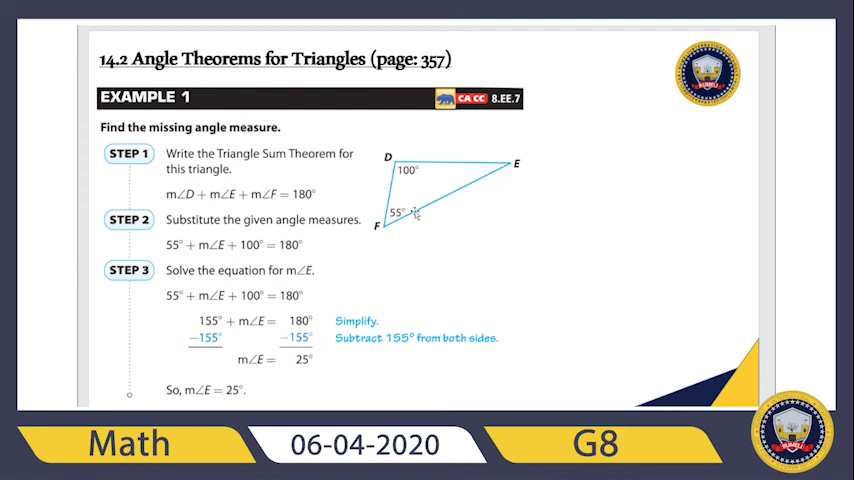 14.2 Angle Theorems for Triangles (page: 357)
EXAMPLE 1
CA CC 8.EE.7
Find the missing angle measure.
STEP 1 Write the Triangle Sum Theorem for
this triangle.
m∠D + m∠E + m∠F = 180°
STEP 2 Substitute the given angle measures.
55° + m∠E + 100° = 180°
STEP 3 Solve the equation for m∠E.
55° + m∠E + 100° = 180°
155° + m∠E = 180° Simplify.
−155° −155° Subtract 155° from both sides.
m∠E = 25°
So, m∠E = 25°.
D
100°
E
55°
F
RUMELI
Math
06-04-2020
G8
RUMELI